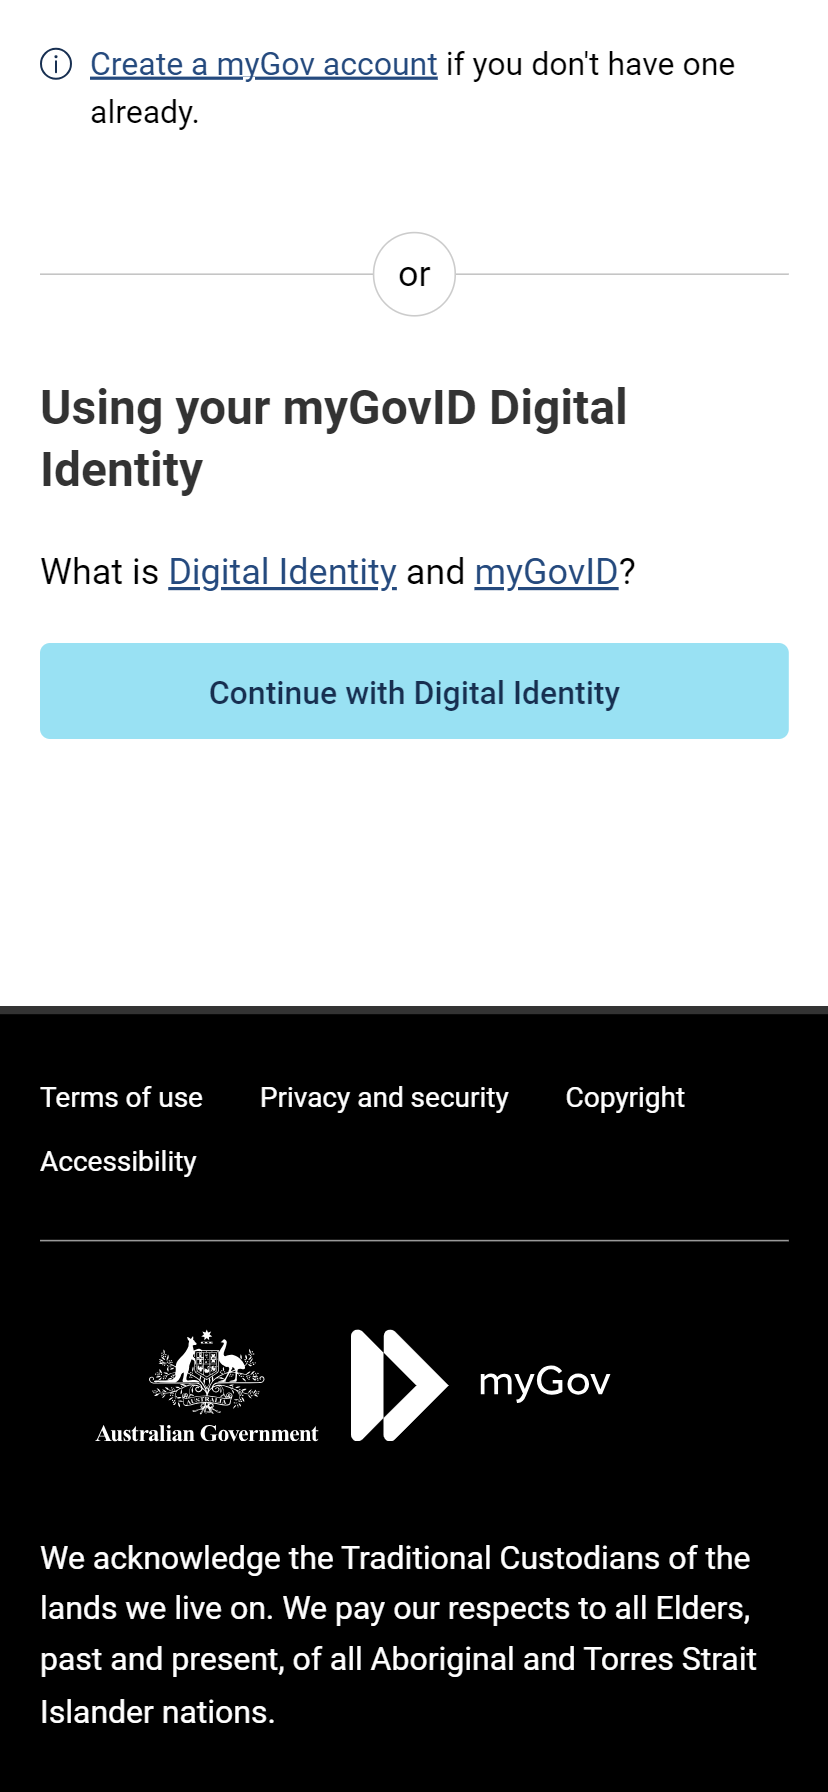 Create a myGov account if you don't have one
already.
or
Using your myGovID Digital
Identity
What is Digital Identity and myGovID?
Continue with Digital Identity
Terms of use Privacy and security Copyright
Accessibility
AUSTRALIA
Australian Government
myGov
We acknowledge the Traditional Custodians of the
lands we live on. We pay our respects to all Elders,
past and present, of all Aboriginal and Torres Strait
Islander nations.